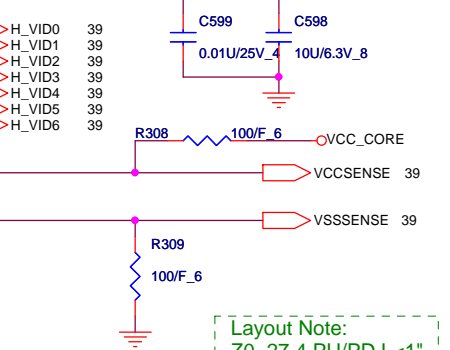 H_VID0 39
C599
C598
H_VID1 39
H_VID2 39
0.01U/25V_4
10U/6.3V_8
H_VID3 39
H_VID4 39
H_VID5 39
H_VID6 39
R308
100/F_6
VCC_CORE
VCCSENSE 39
VSSSENSE 39
R309
100/F_6
Layout Note: